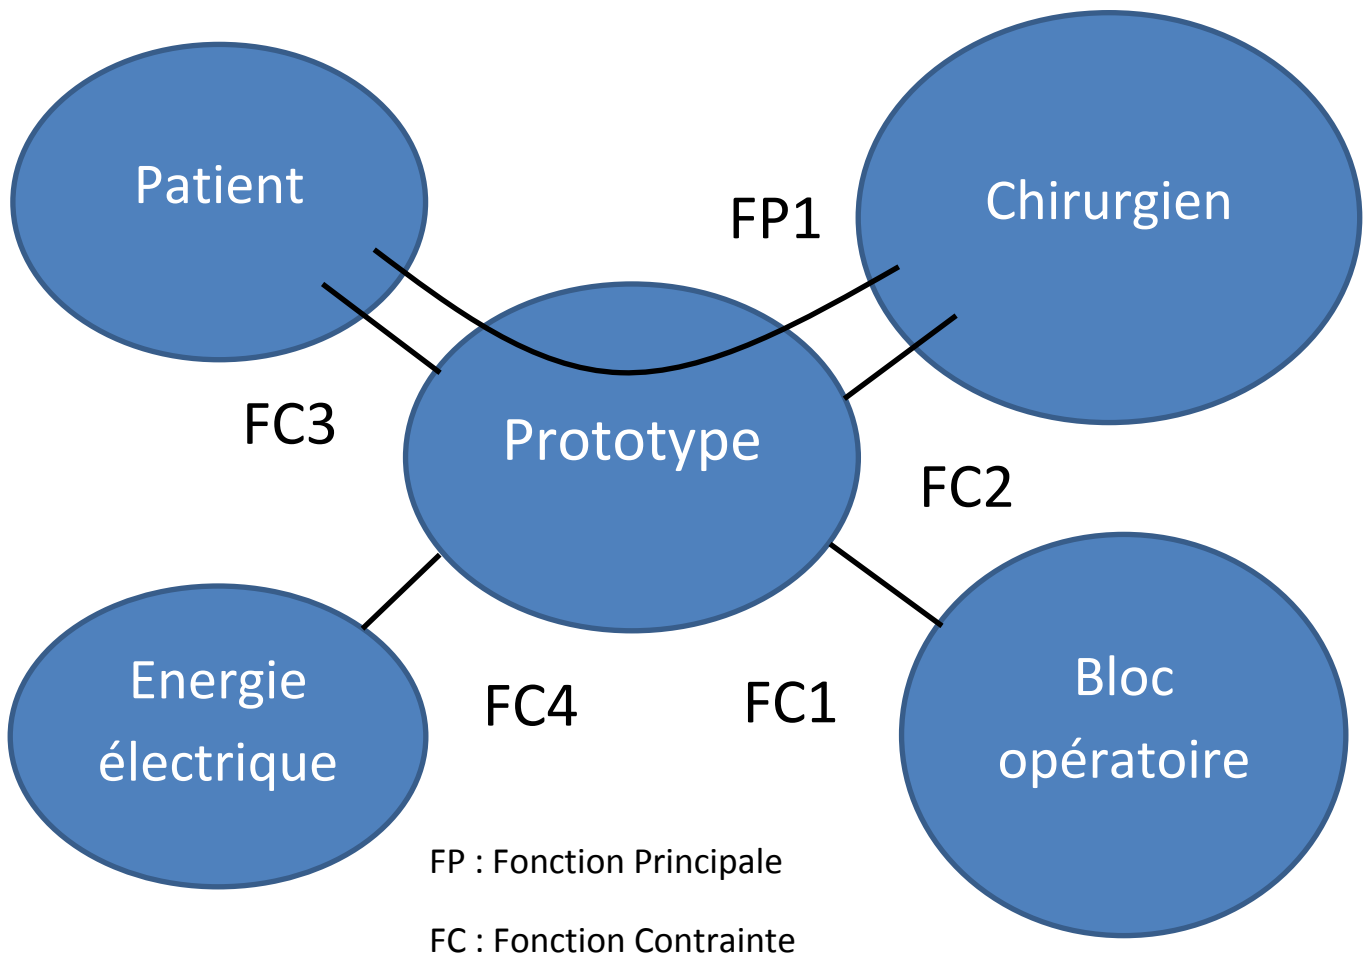 Patient
Chirurgien
FP1
FC3
Prototype
FC2
Energie
électrique
FC4
FC1
Bloc
opératoire
FP : Fonction Principale
FC : Fonction Contrainte